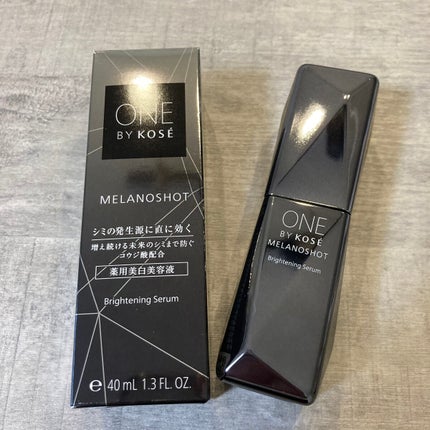 ONE
BY KOSÉ
MELANOSHOT
シミの発生源に直に効く
増え続ける未来のシミまで防ぐ
コウジ酸配合
薬用美白美容液
Brightening Serum
℮ 40 mL 1.3 FL. OZ.
ONE
BY KOSÉ
MELANOSHOT
Brightening Serum